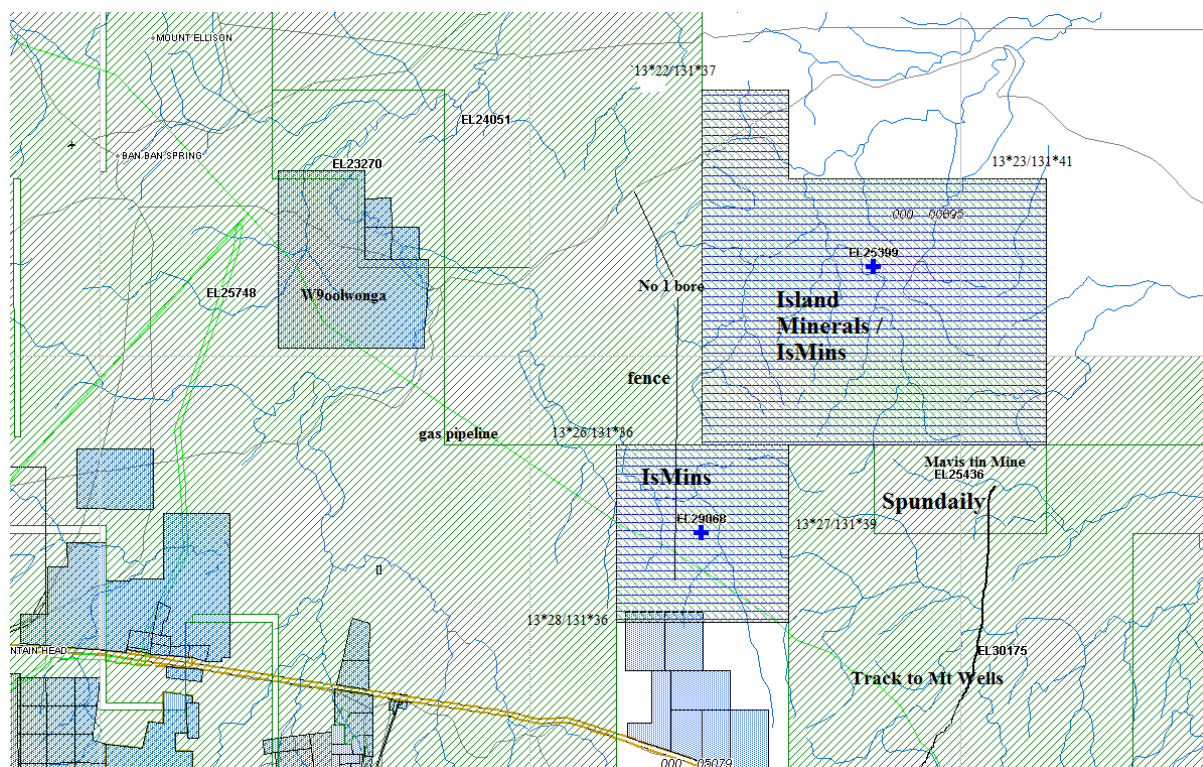 MOUNT ELLISON
`13*22/131*37
EL24051
BAN BAN SPRING
EL23270
13*23/131*41
000 00695
EL25399
No 1 bore
EL25748
W9oolwonga
Island
Minerals /
IsMins
fence
gas pipeline
13*26/131*36
Mavis tin Mine
EL25436
IsMins
Spundaily
EL29068
13*27/131*39
13*28/131*36
NTAIN HEAD
EL30175
Track to Mt Wells
000 05079